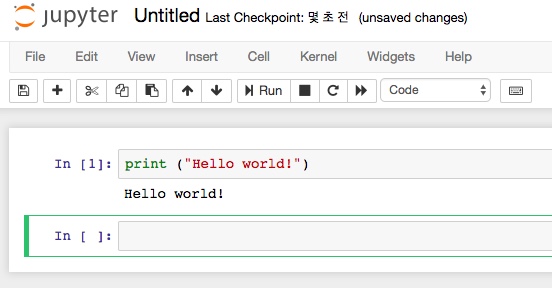 jupyter Untitled Last Checkpoint: 몇 초 전 (unsaved changes)
File Edit View Insert Cell Kernel Widgets Help
Run Code
In [1]: print ("Hello world!")
Hello world!
In [ ]: